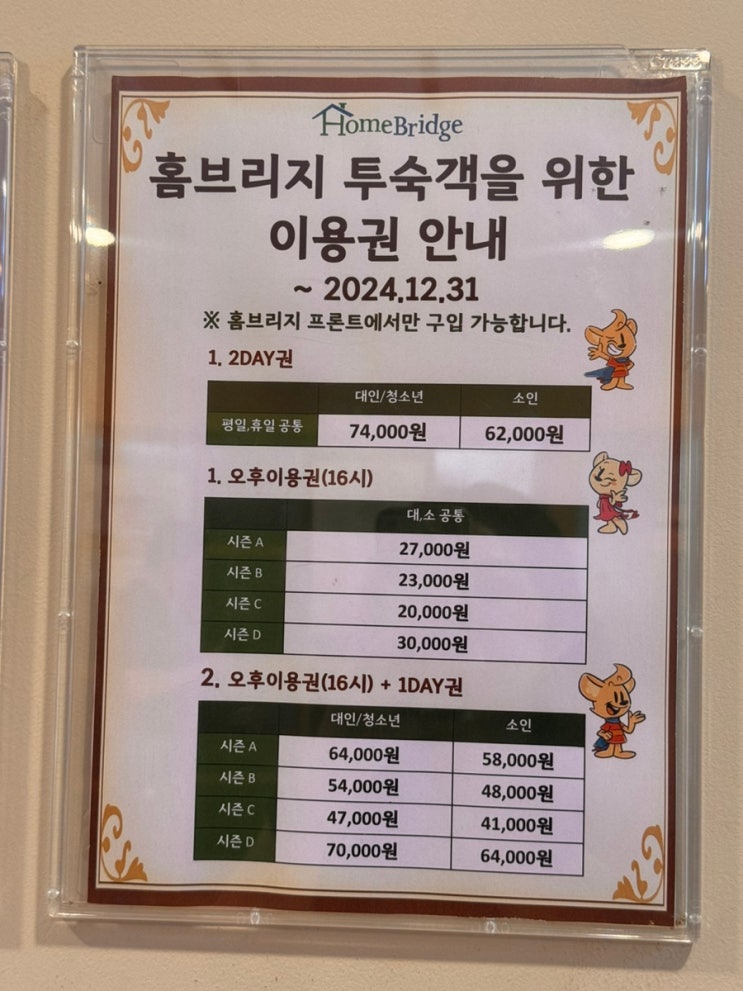 HomeBridge
홈브리지 투숙객을 위한
이용권 안내
~ 2024.12.31
※ 홈브리지 프론트에서만 구입 가능합니다.
1. 2DAY권
대인/청소년 소인
평일,휴일 공통 74,000원 62,000원
1. 오후이용권(16시)
대,소 공통
시즌 A 27,000원
시즌 B 23,000원
시즌 C 20,000원
시즌 D 30,000원
2. 오후이용권(16시) + 1DAY권
대인/청소년 소인
시즌 A 64,000원 58,000원
시즌 B 54,000원 48,000원
시즌 C 47,000원 41,000원
시즌 D 70,000원 64,000원